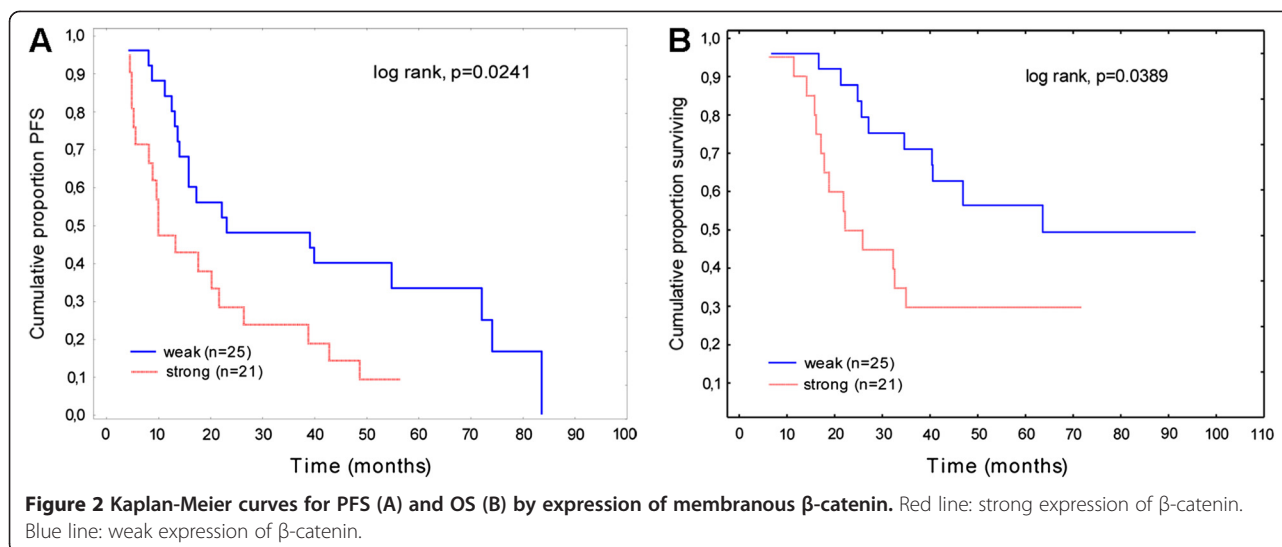 A
1,0
0,9
0,8
0,7
0,6
0,5
0,4
0,3
0,2
0,1
0,0
Cumulative proportion PFS
log rank, p=0.0241
weak (n=25)
strong (n=21)
0 10 20 30 40 50 60 70 80 90 100
Time (months)
B
1,0
0,9
0,8
0,7
0,6
0,5
0,4
0,3
0,2
0,1
Cumulative proportion surviving
log rank, p=0.0389
weak (n=25)
strong (n=21)
0 10 20 30 40 50 60 70 80 90 100 110
Time (months)
Figure 2 Kaplan-Meier curves for PFS (A) and OS (B) by expression of membranous β-catenin. Red line: strong expression of β-catenin.
Blue line: weak expression of β-catenin.